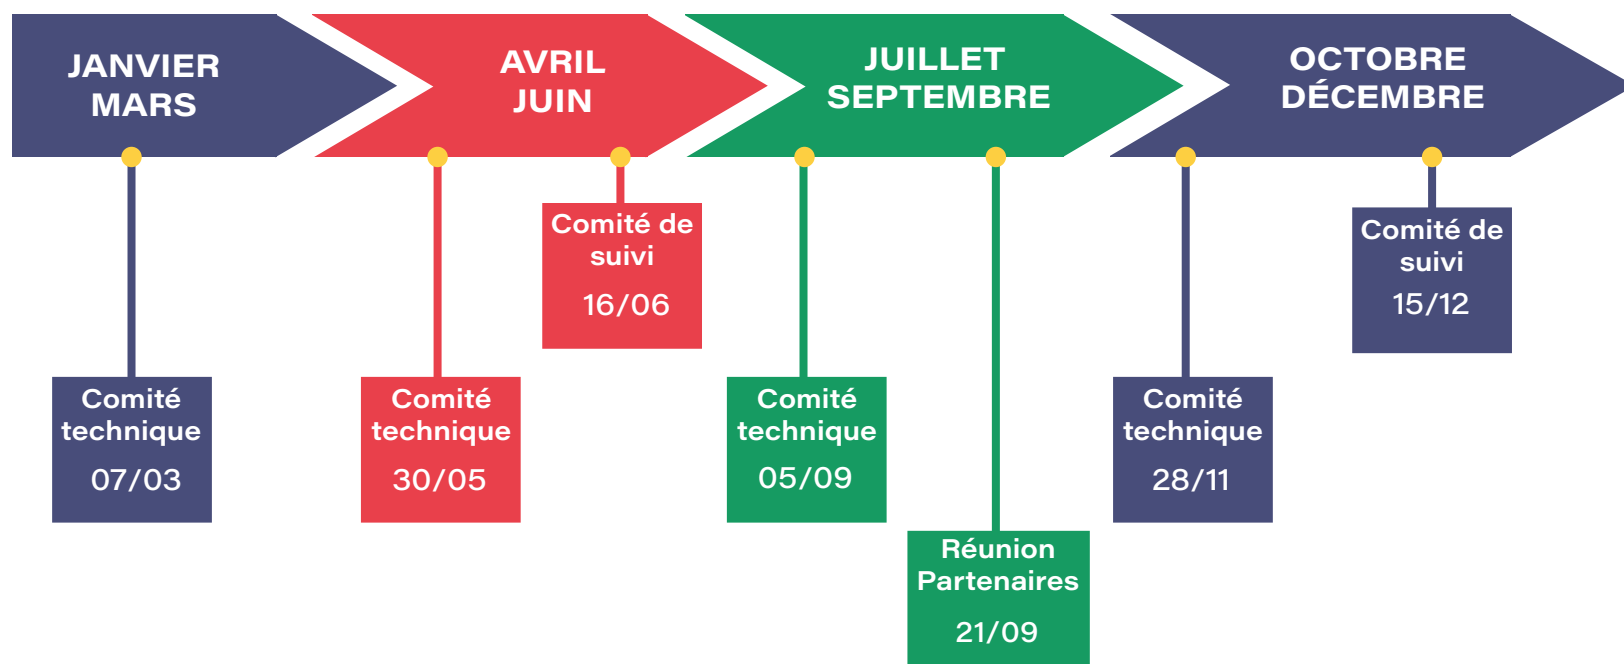 JANVIER
MARS
AVRIL
JUIN
JUILLET
SEPTEMBRE
OCTOBRE
DÉCEMBRE
Comité
technique
07/03
Comité
technique
30/05
Comité de
suivi
16/06
Comité
technique
05/09
Réunion
Partenaires
21/09
Comité
technique
28/11
Comité de
suivi
15/12